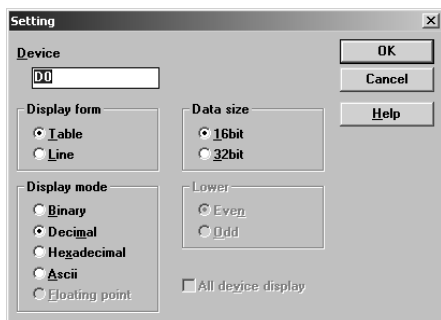 Setting
Device
D0
OK
Cancel
Help
Display form
Table
Line
Data size
16bit
32bit
Display mode
Binary
Decimal
Hexadecimal
Ascii
Floating point
Lower
Even
Odd
All device display